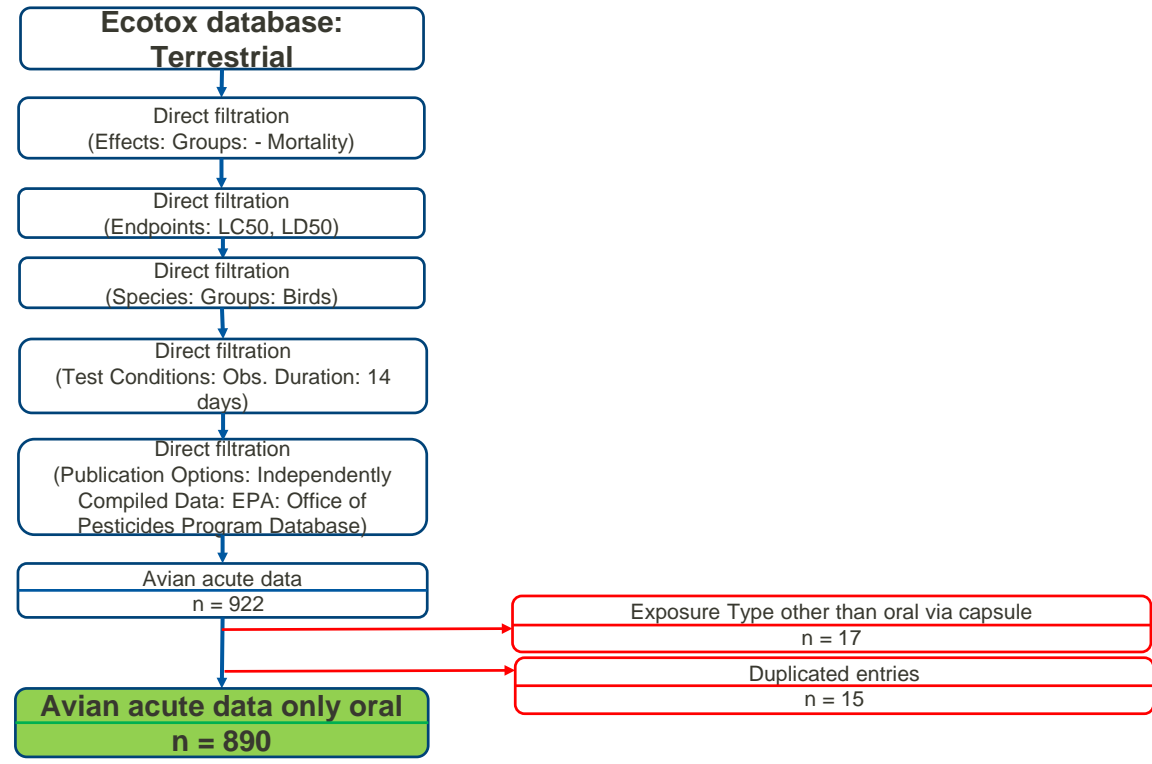 Ecotox database:
Terrestrial
Direct filtration
(Effects: Groups: - Mortality)
Direct filtration
(Endpoints: LC50, LD50)
Direct filtration
(Species: Groups: Birds)
Direct filtration
(Test Conditions: Obs. Duration: 14
days)
Direct filtration
(Publication Options: Independently
Compiled Data: EPA: Office of
Pesticides Program Database)
Avian acute data
n = 922
Exposure Type other than oral via capsule
n = 17
Duplicated entries
n = 15
Avian acute data only oral
n = 890